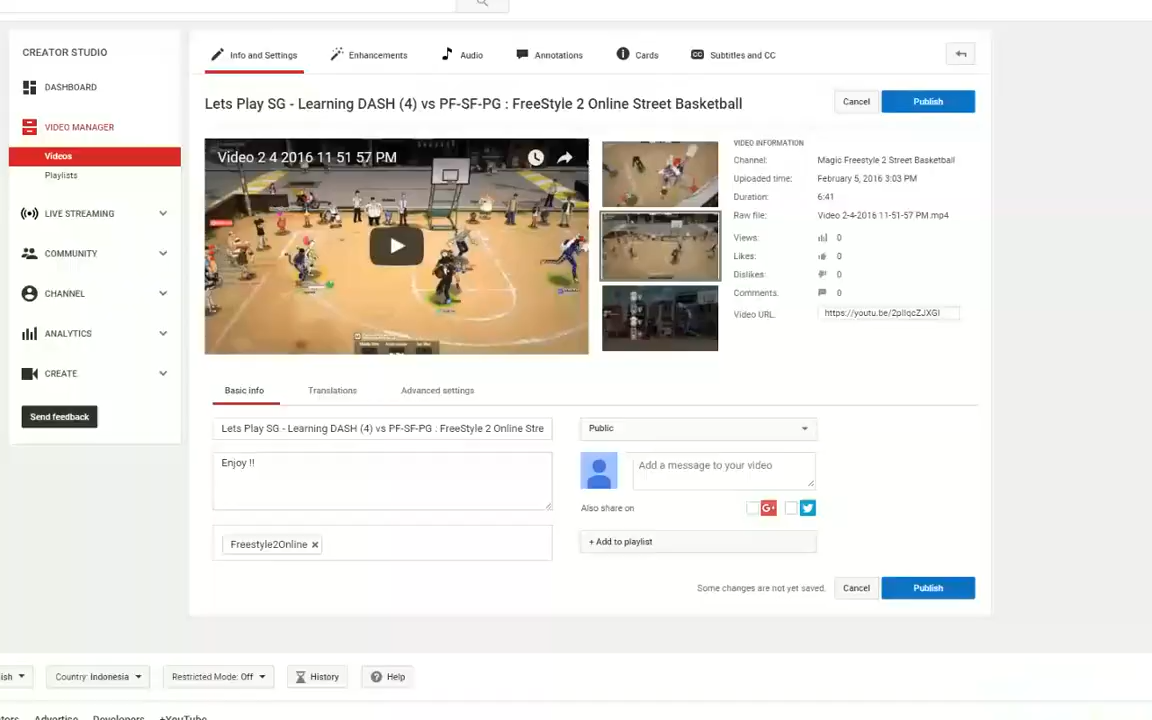 CREATOR STUDIO
DASHBOARD
VIDEO MANAGER
Videos
Playlists
LIVE STREAMING
COMMUNITY
CHANNEL
ANALYTICS
CREATE
Send feedback
Info and Settings
Enhancements
Audio
Annotations
Cards
CC Subtitles and CC
Lets Play SG - Learning DASH (4) vs PF-SF-PG : FreeStyle 2 Online Street Basketball
Cancel
Publish
Video 2 4 2016 11 51 57 PM
VIDEO INFORMATION
Channel: Magic Freestyle 2 Street Basketball
Uploaded time: February 5, 2016 3:03 PM
Duration: 6:41
Raw file: Video 2-4-2016 11-51-57 PM.mp4
Views: 0
Likes: 0
Dislikes: 0
Comments: 0
Video URL:
Basic info
Translations
Advanced settings
Lets Play SG - Learning DASH (4) vs PF-SF-PG : FreeStyle 2 Online Stre
Public
Enjoy !!
Add a message to your video
Also share on
G+
Freestyle2Online
+ Add to playlist
Some changes are not yet saved.
Cancel
Publish
ish
Country: Indonesia
Restricted Mode: Off
History
Help
Advertise
Developers
+YouTube